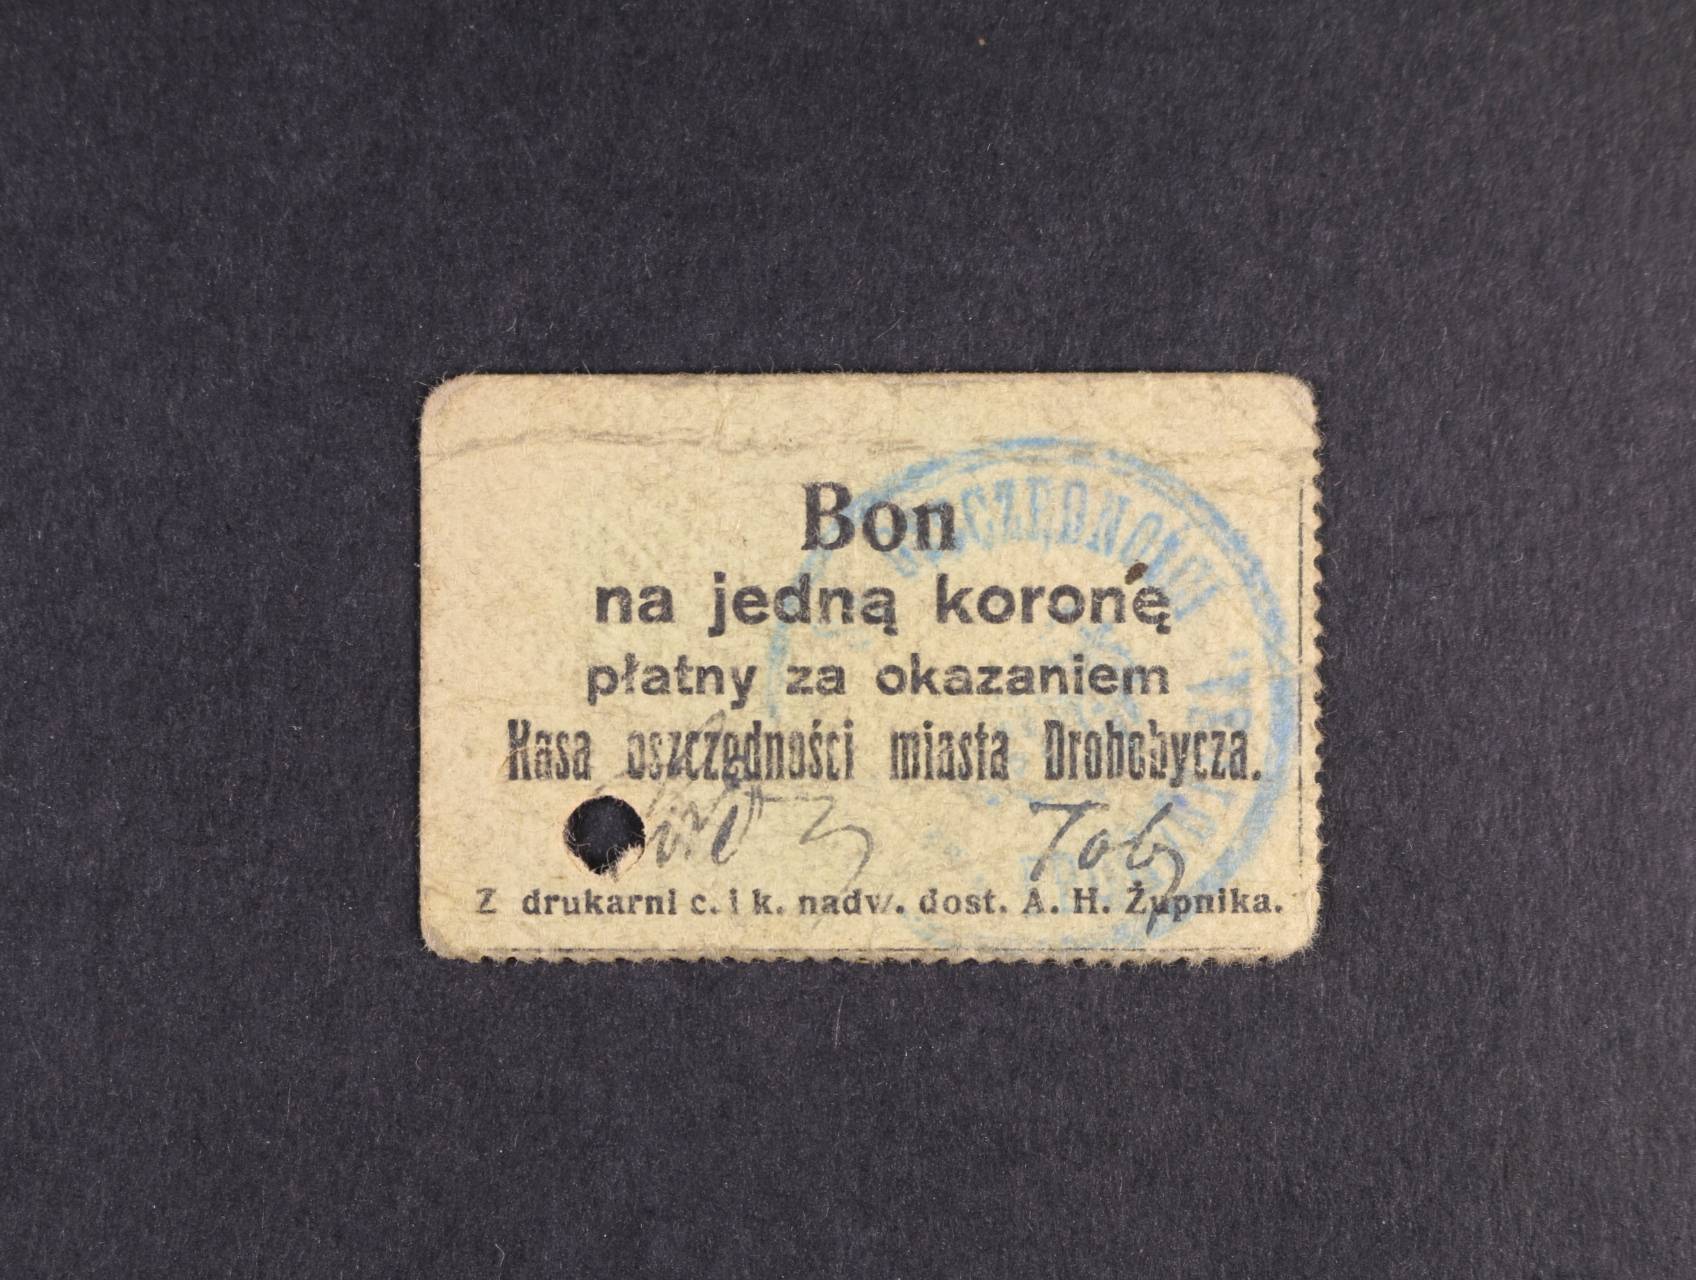 Bon
na jedną koronę
płatny za okazaniem
Kasa oszczędności miasta Drohobycza.
Z drukarni c. i k. nadw. dost. A. H. Żupnika.